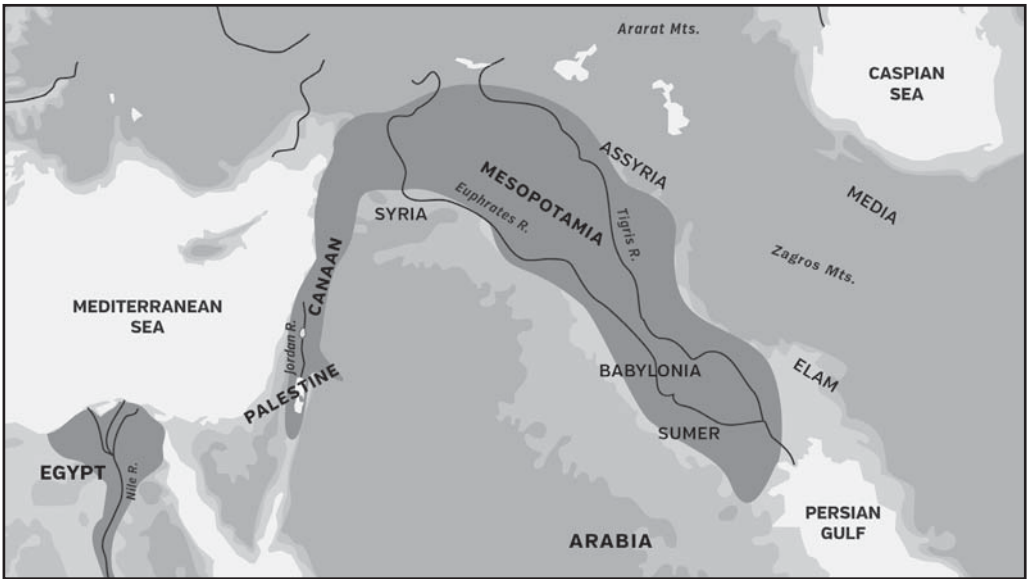 Ararat Mts.
CASPIAN
SEA
ASSYRIA
MESOPOTAMIA
MEDIA
Euphrates R.
SYRIA
Tigris R.
Zagros Mts.
CANAAN
MEDITERRANEAN
SEA
Jordan R.
PALESTINE
BABYLONIA
ELAM
SUMER
EGYPT
Nile R.
PERSIAN
GULF
ARABIA